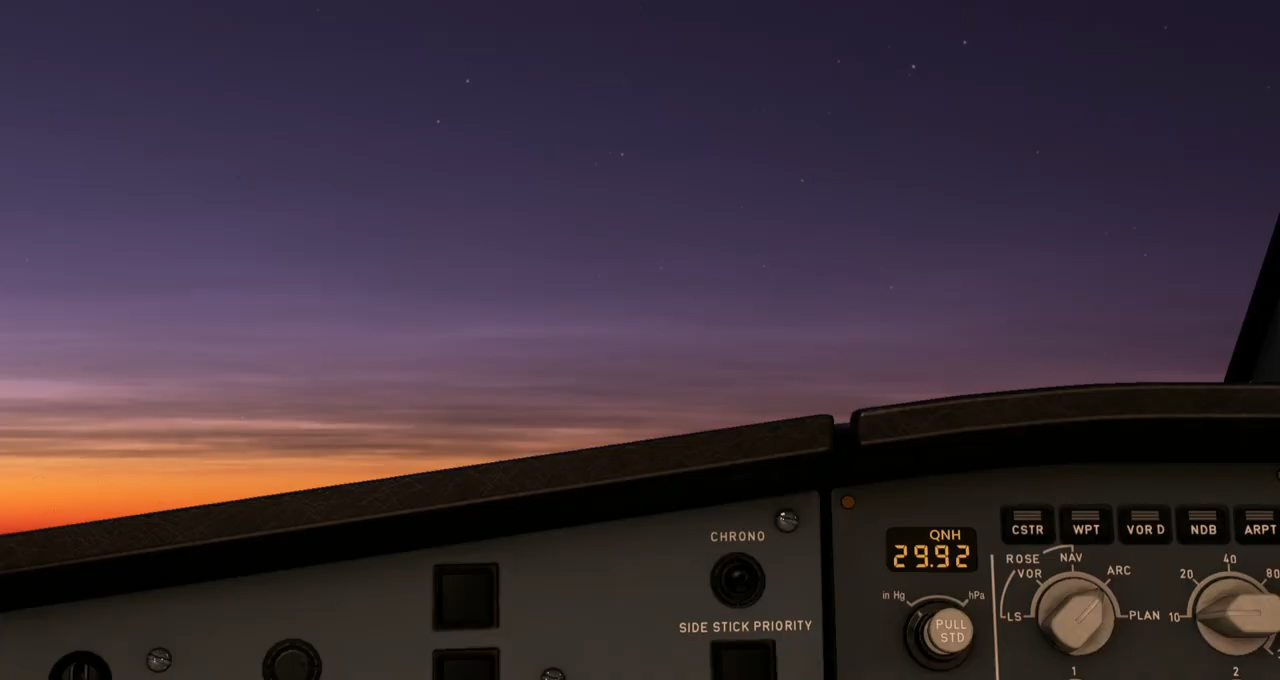 CHRONO
SIDE STICK PRIORITY
QNH
29.92
in Hg
hPa
PULL
STD
CSTR
WPT
VOR D
NDB
ARPT
ROSE
NAV
VOR
ARC
LS
PLAN
40
20
80
10
1
2